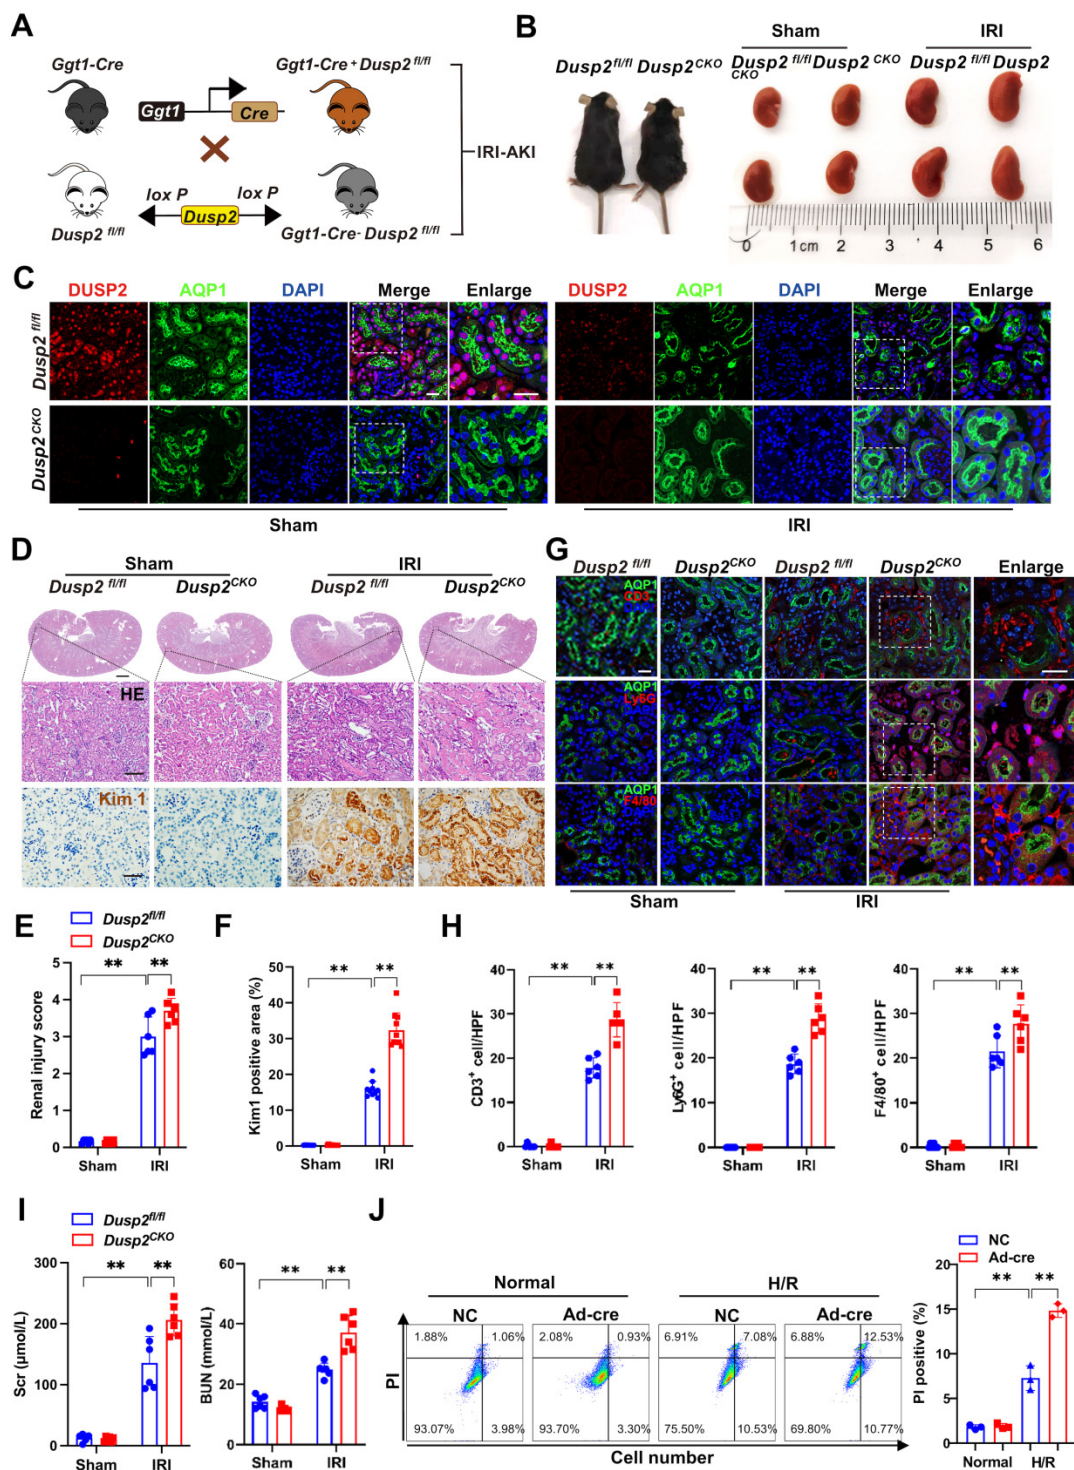 A
Ggt1-Cre
Ggt1-Cre+Dusp2 fl/fl
Ggt1
Cre
IRI-AKI
lox P
lox P
Dusp2
Dusp2 fl/fl
Ggt1-Cre- Dusp2 fl/fl
B
Sham
IRI
Dusp2fl/fl Dusp2CKO
Dusp2 fl/fl Dusp2 CKO
Dusp2 fl/fl Dusp2
CKO
0 1cm 2 3 4 5 6
C
DUSP2 AQP1 DAPI Merge Enlarge
DUSP2 AQP1 DAPI Merge Enlarge
Dusp2 fl/fl
Dusp2CKO
Sham
IRI
D
Sham
IRI
Dusp2 fl/fl
Dusp2CKO
Dusp2 fl/fl
Dusp2CKO
HE
Kim 1
G
Dusp2 fl/fl
Dusp2CKO
Dusp2 fl/fl
Dusp2CKO
Enlarge
AQP1
CD3
DAPI
AQP1
Ly6G
AQP1
F4/80
Sham
IRI
E
Dusp2fl/fl
Dusp2CKO
Renal injury score
5
4
3
2
1
0
** **
Sham IRI
F
Kim1 positive area (%)
50
40
30
20
10
0
** **
Sham IRI
H
CD3+ cell/HPF
40
30
20
10
0
** **
Sham IRI
Ly6G+ cell/HPF
40
30
20
10
0
** **
Sham IRI
F4/80+ cell/HPF
40
30
20
10
0
** **
Sham IRI
I
Dusp2fl/fl
Dusp2CKO
Scr (μmol/L)
300
200
100
0
** **
Sham IRI
BUN (mmol/L)
60
40
20
0
** **
Sham IRI
J
Normal
H/R
NC
Ad-cre
NC
Ad-cre
1.88% 1.06%
2.08% 0.93%
6.91% 7.08%
6.88% 12.53%
PI
93.07% 3.98%
93.70% 3.30%
75.50% 10.53%
69.80% 10.77%
Cell number
NC
Ad-cre
PI positive (%)
20
15
10
5
0
** **
Normal H/R